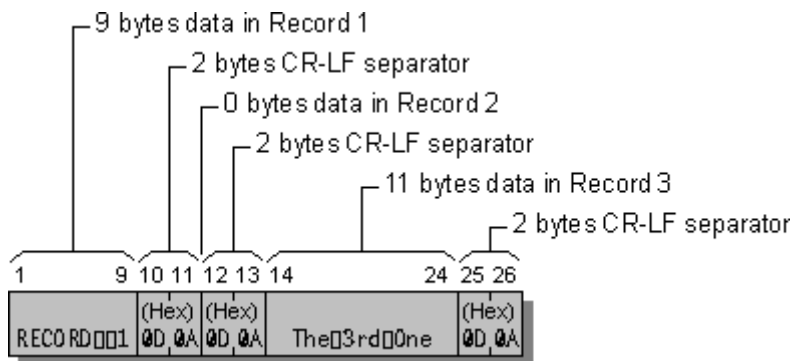 9 bytes data in Record 1
2 bytes CR-LF separator
0 bytes data in Record 2
2 bytes CR-LF separator
11 bytes data in Record 3
2 bytes CR-LF separator
1 9 10 11 12 13 14 24 25 26
(Hex) (Hex) (Hex)
RECORD▯▯1 0D 0A 0D 0A The▯3rd▯One 0D 0A